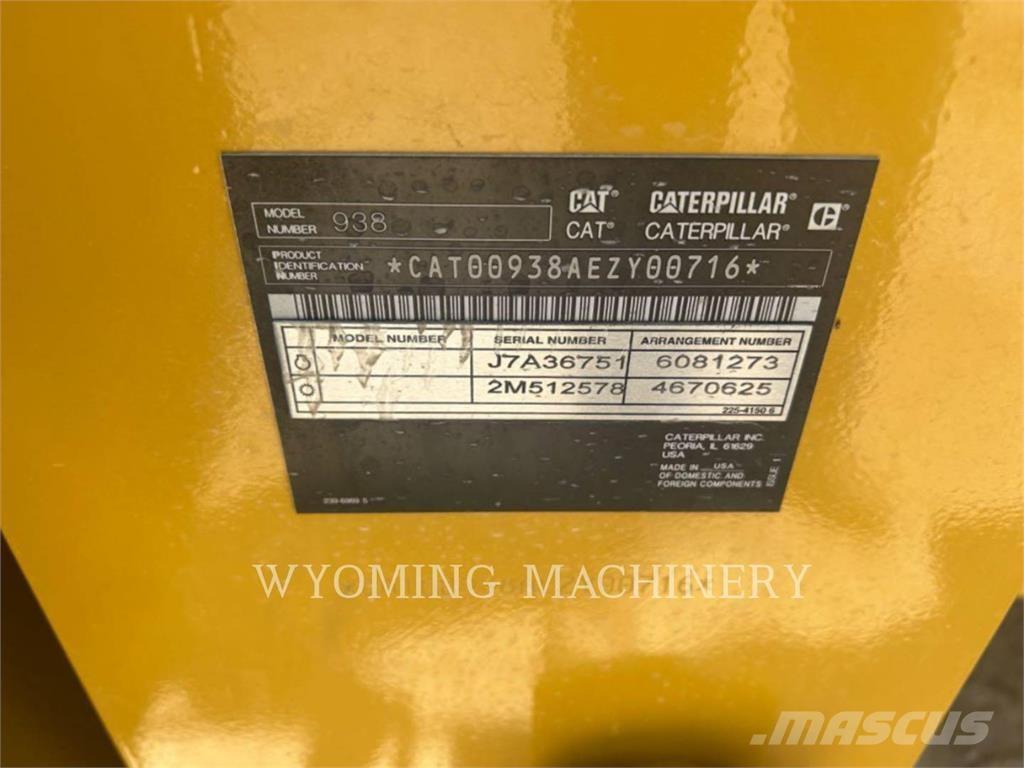 MODEL NUMBER 938
CAT® CATERPILLAR®
CAT® CATERPILLAR®
PRODUCT IDENTIFICATION NUMBER *CAT00938AEZY00716*
MODEL NUMBER SERIAL NUMBER ARRANGEMENT NUMBER
J7A36751 6081273
2M512578 4670625
225-4150 6
CATERPILLAR INC.
PEORIA, IL 61629
USA
MADE IN USA
OF DOMESTIC AND
FOREIGN COMPONENTS
ISSUE 1
WYOMING MACHINERY
MASCUS